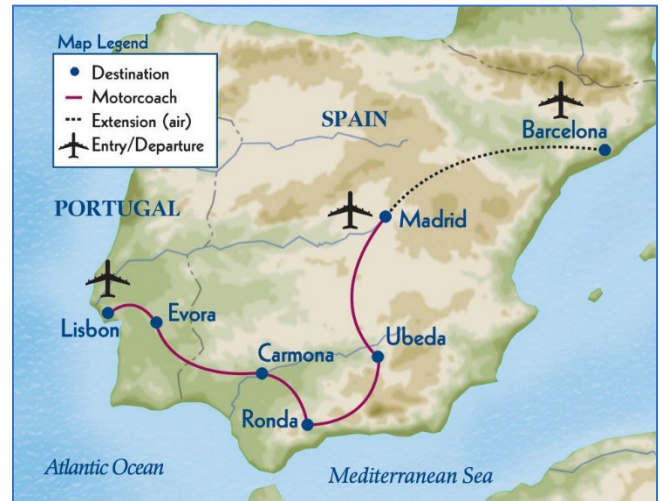 Map Legend
Destination
Motorcoach
Extension (air)
Entry/Departure
SPAIN
Barcelona
PORTUGAL
Madrid
Lisbon
Evora
Carmona
Ubeda
Ronda
Atlantic Ocean
Mediterranean Sea